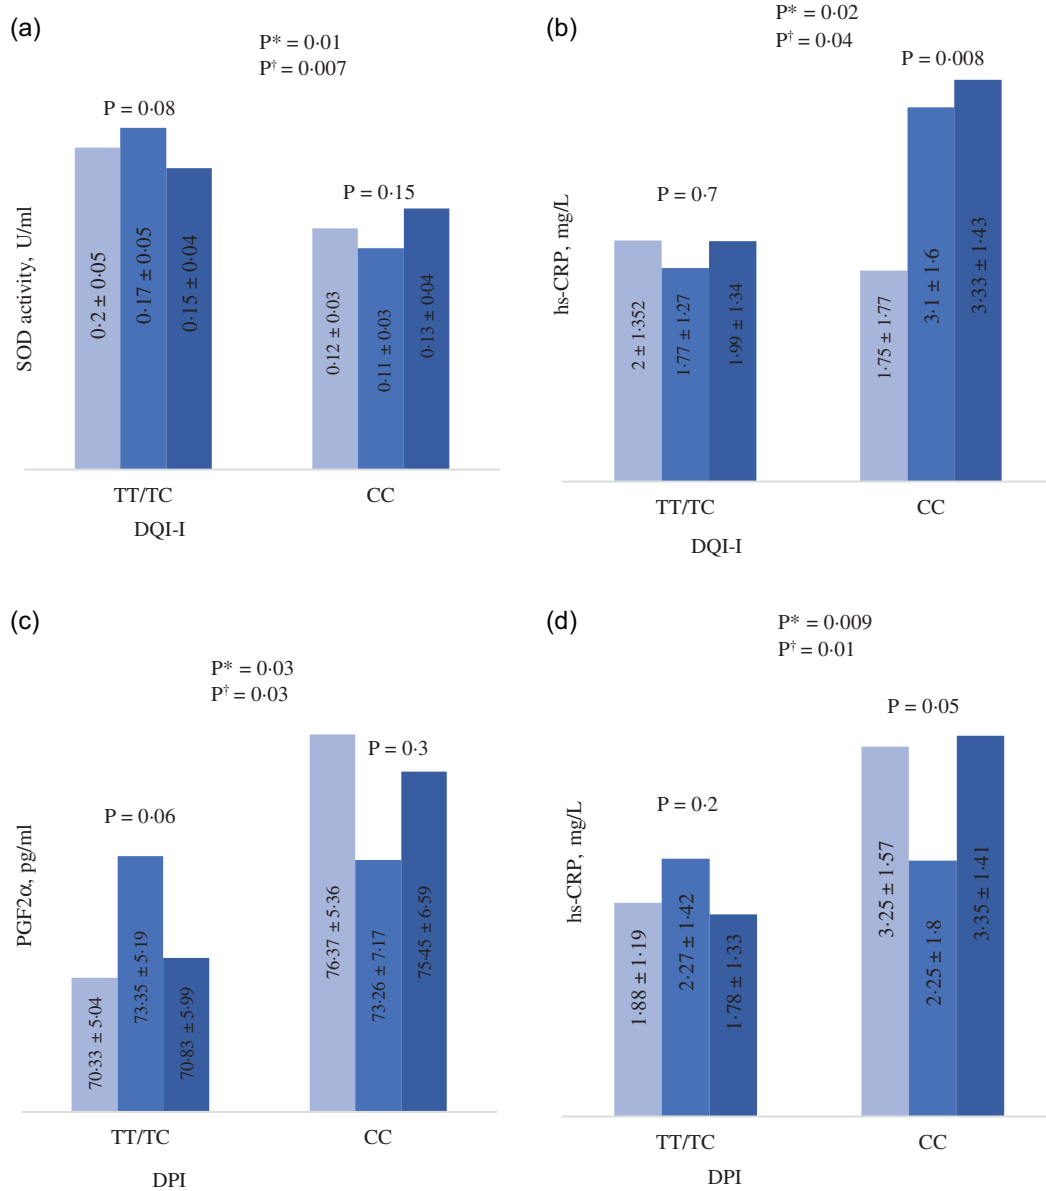 (a)
P* = 0·01
P† = 0·007
P = 0·08
P = 0·15
SOD activity, U/ml
0·2 ± 0·05
0·17 ± 0·05
0·15 ± 0·04
0·12 ± 0·03
0·11 ± 0·03
0·13 ± 0·04
TT/TC
CC
DQI-I
(b)
P* = 0·02
P† = 0·04
P = 0·008
P = 0·7
hs-CRP, mg/L
2 ± 1·352
1·77 ± 1·27
1·99 ± 1·34
1·75 ± 1·77
3·1 ± 1·6
3·33 ± 1·43
TT/TC
CC
DQI-I
(c)
P* = 0·03
P† = 0·03
P = 0·3
P = 0·06
PGF2α, pg/ml
70·33 ± 5·04
73·35 ± 5·19
70·83 ± 5·99
76·37 ± 5·36
73·26 ± 7·17
75·45 ± 6·59
TT/TC
CC
DPI
(d)
P* = 0·009
P† = 0·01
P = 0·05
P = 0·2
hs-CRP, mg/L
1·88 ± 1·19
2·27 ± 1·42
1·78 ± 1·33
3·25 ± 1·57
2·25 ± 1·8
3·35 ± 1·41
TT/TC
CC
DPI